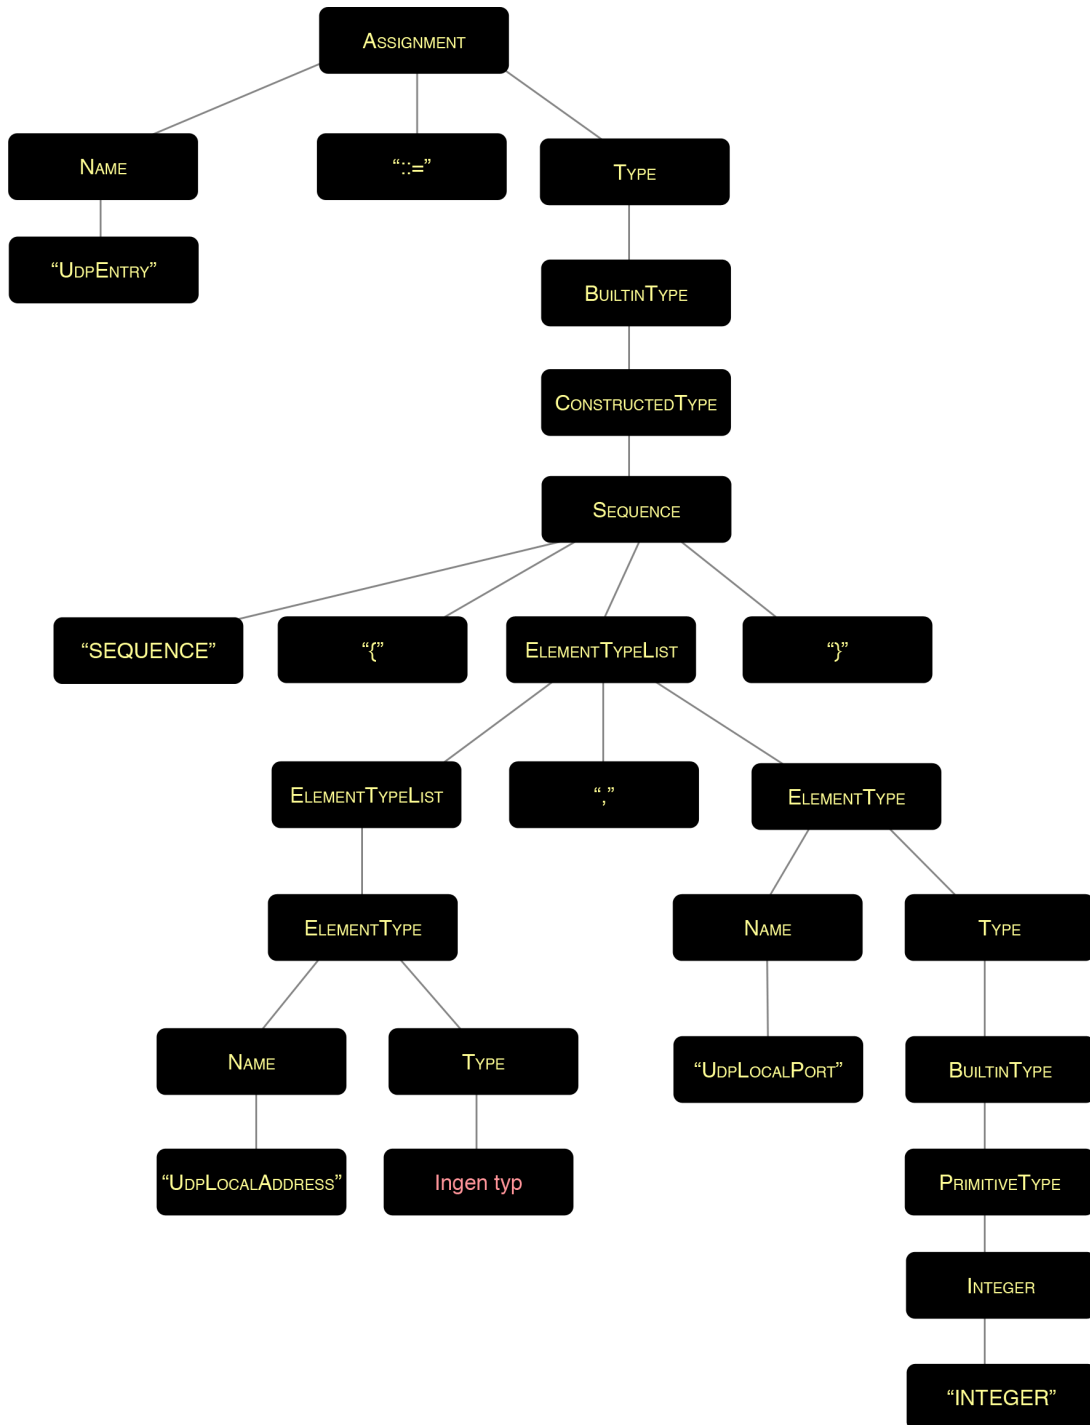 Assignment
Name
“::=”
Type
“UdpEntry”
BuiltinType
ConstructedType
Sequence
“SEQUENCE”
“{”
ElementTypeList
“}”
ElementTypeList
“,”
ElementType
ElementType
Name
Type
Name
Type
“UdpLocalPort”
BuiltinType
“UdpLocalAddress”
Ingen typ
PrimitiveType
Integer
“INTEGER”